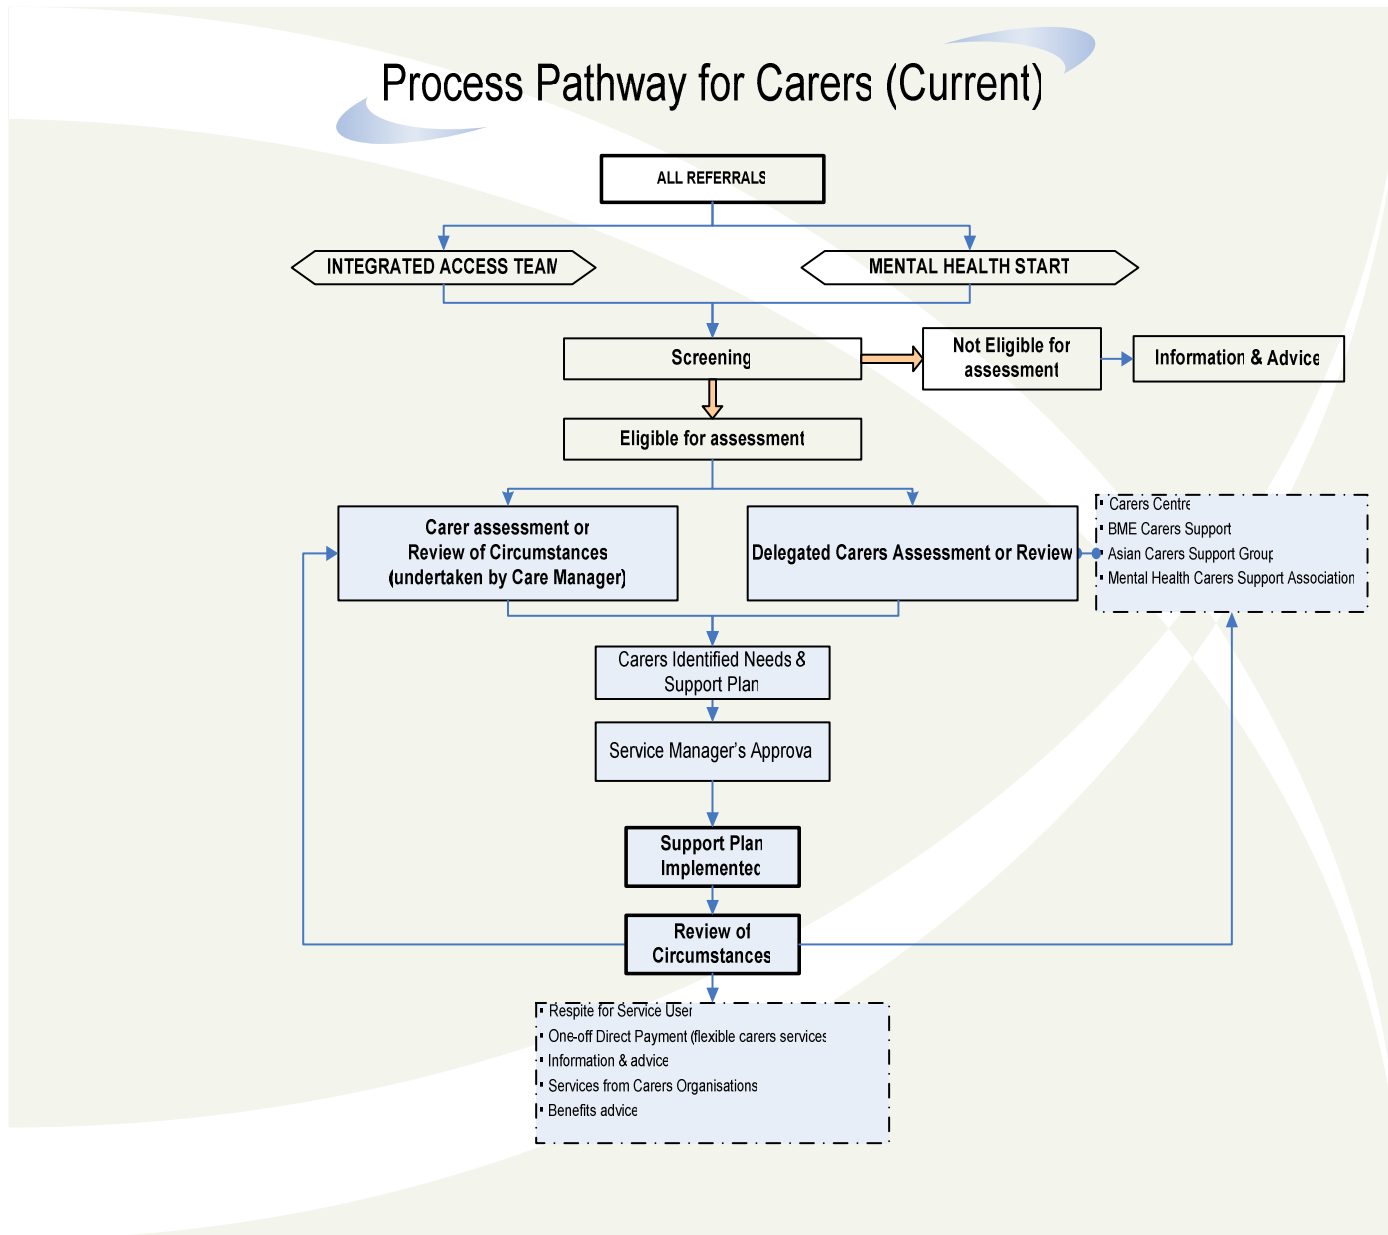 Process Pathway for Carers (Current)
ALL REFERRALS
INTEGRATED ACCESS TEAM
MENTAL HEALTH START
Screening
Not Eligible for
assessment
Information & Advice
Eligible for assessment
Carer assessment or
Review of Circumstances
(undertaken by Care Manager)
Delegated Carers Assessment or Review
▪ Carers Centre
▪ BME Carers Support
▪ Asian Carers Support Group
▪ Mental Health Carers Support Association
Carers Identified Needs &
Support Plan
Service Manager’s Approva
Support Plan
Implemented
Review of
Circumstances
▪ Respite for Service User
▪ One-off Direct Payment (flexible carers services
▪ Information & advice
▪ Services from Carers Organisations
▪ Benefits advice